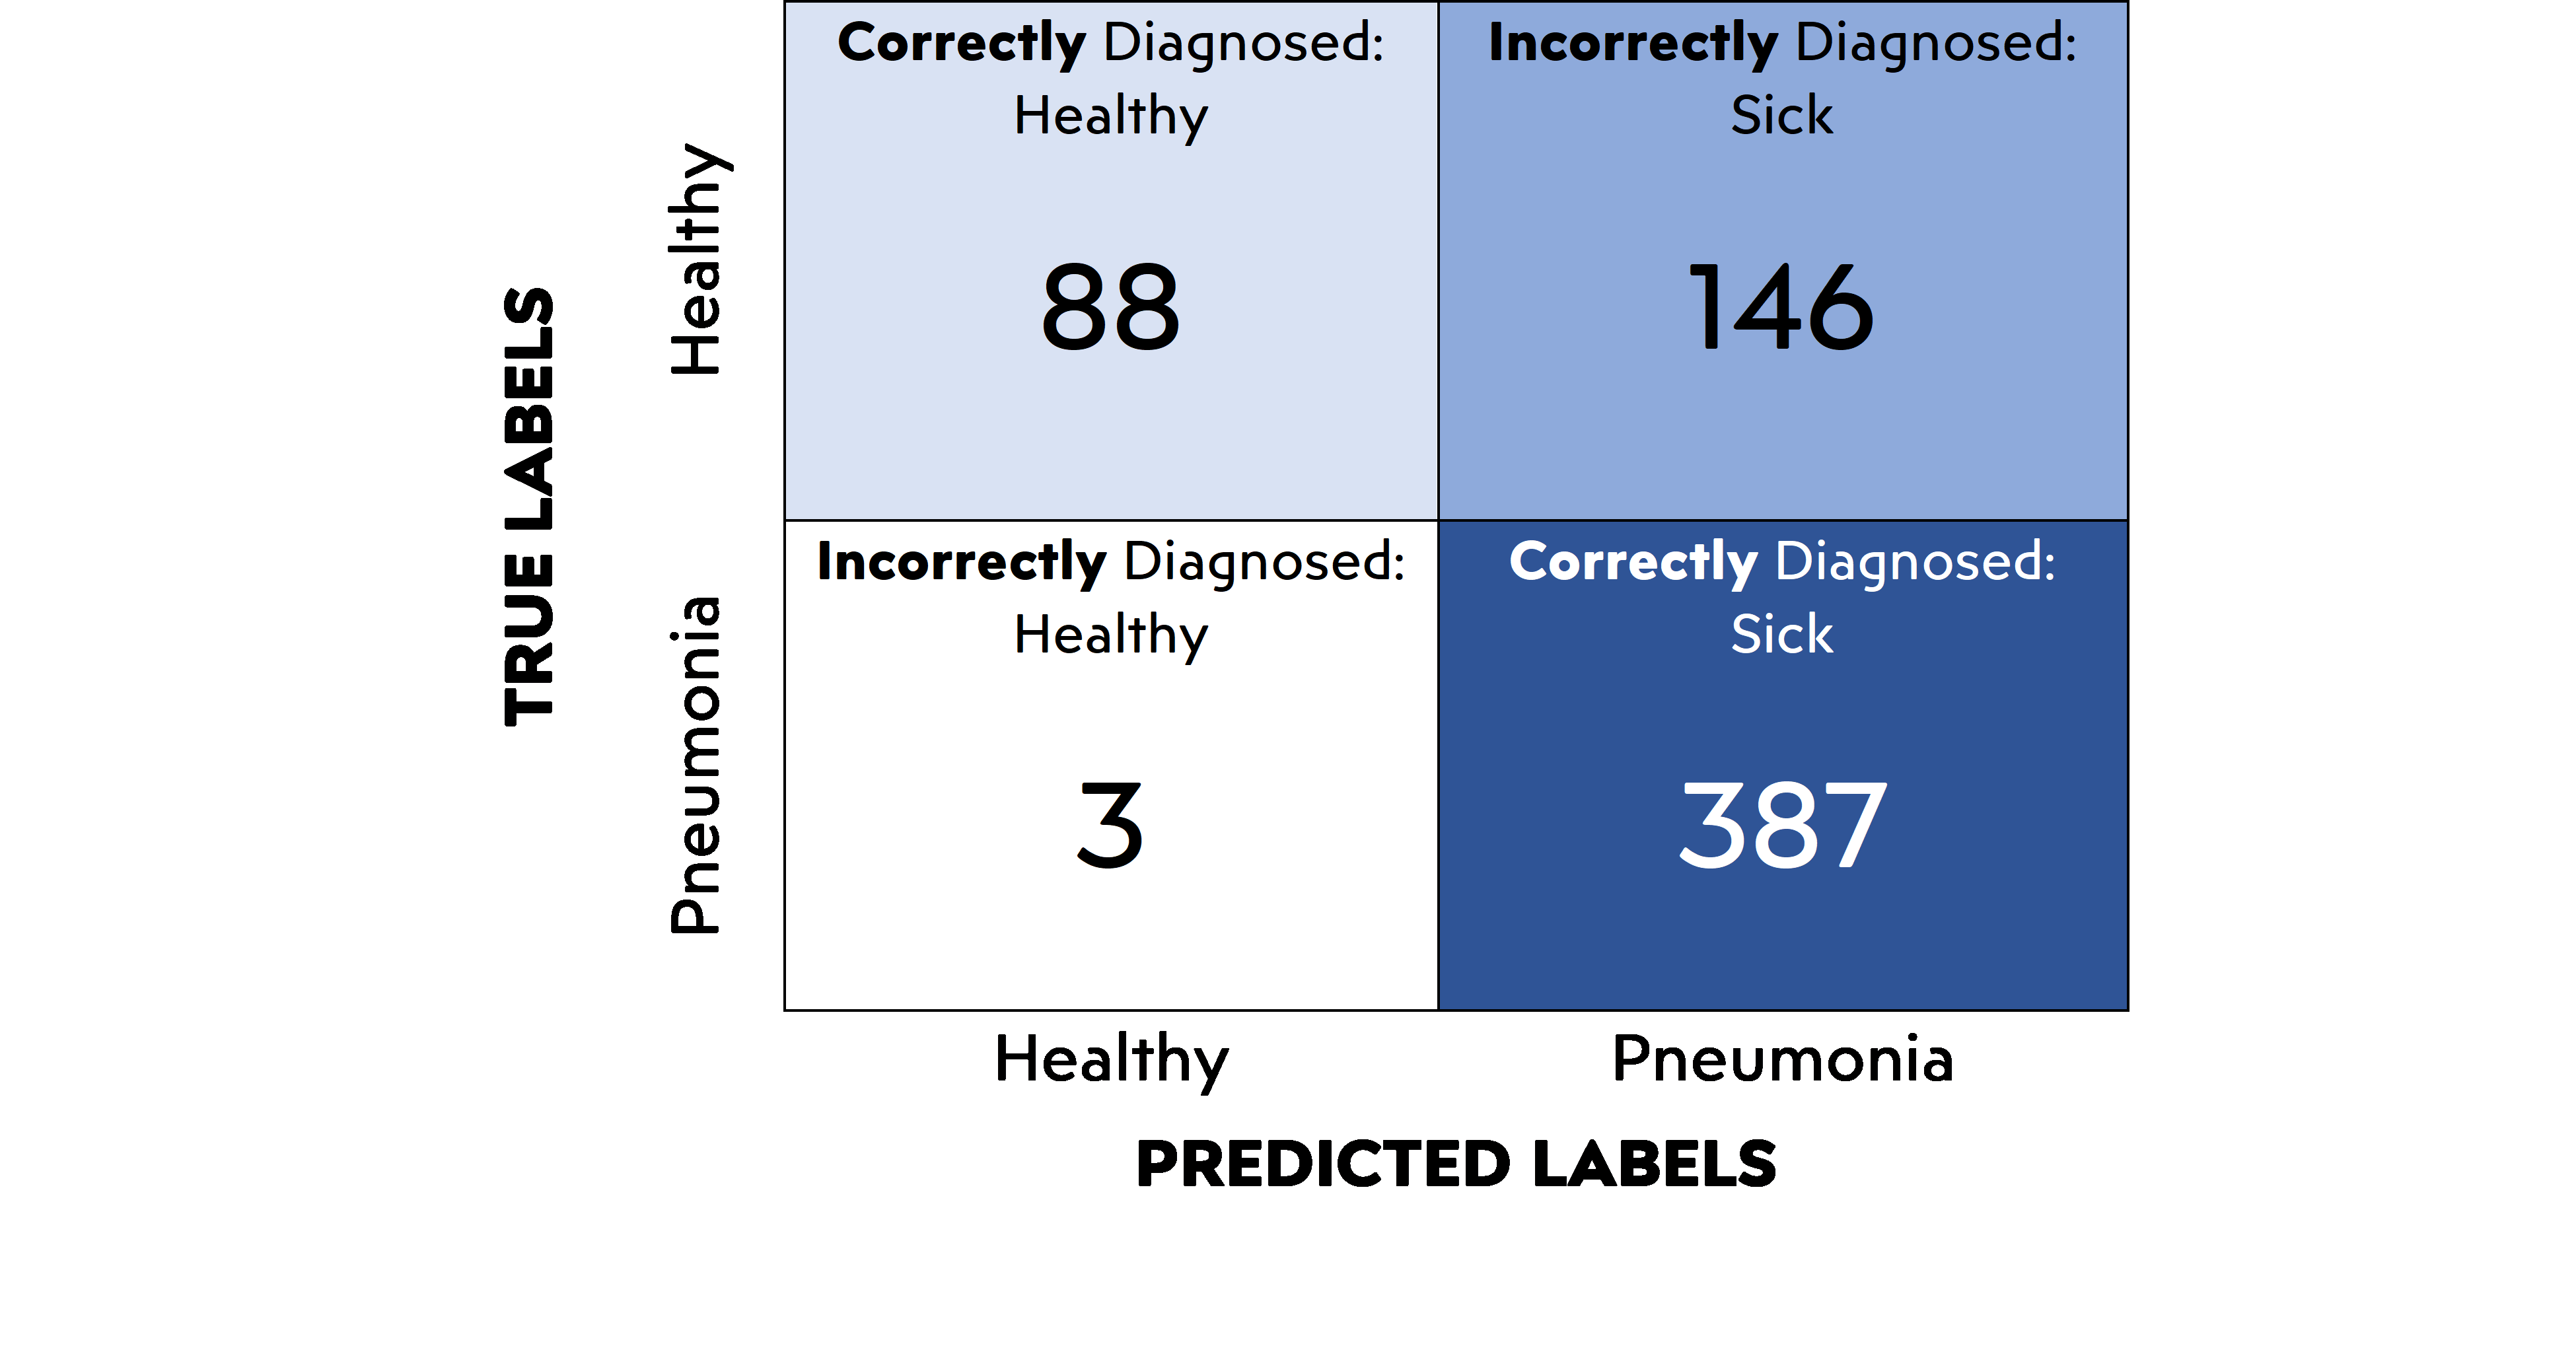 Correctly Diagnosed:
Healthy
88
Incorrectly Diagnosed:
Sick
146
Incorrectly Diagnosed:
Healthy
3
Correctly Diagnosed:
Sick
387
TRUE LABELS
Healthy
Pneumonia
Healthy
Pneumonia
PREDICTED LABELS